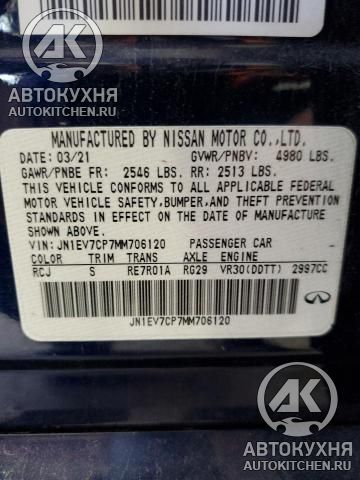 АК
АВТОКУХНЯ
AUTOKITCHEN.RU
MANUFACTURED BY NISSAN MOTOR CO.,LTD.
DATE: 03/21 GVWR/PNBV: 4980 LBS.
GAWR/PNBE FR: 2546 LBS. RR: 2513 LBS.
THIS VEHICLE CONFORMS TO ALL APPLICABLE FEDERAL
MOTOR VEHICLE SAFETY,BUMPER,AND THEFT PREVENTION
STANDARDS IN EFFECT ON THE DATE OF MANUFACTURE
SHOWN ABOVE.
VIN: JN1EV7CP7MM706120 PASSENGER CAR
COLOR TRIM TRANS AXLE ENGINE
RCJ S RE7R01A RG29 VR30(DDTT) 2997CC
JN1EV7CP7MM706120
АК
АВТОКУХНЯ
AUTOKITCHEN.RU